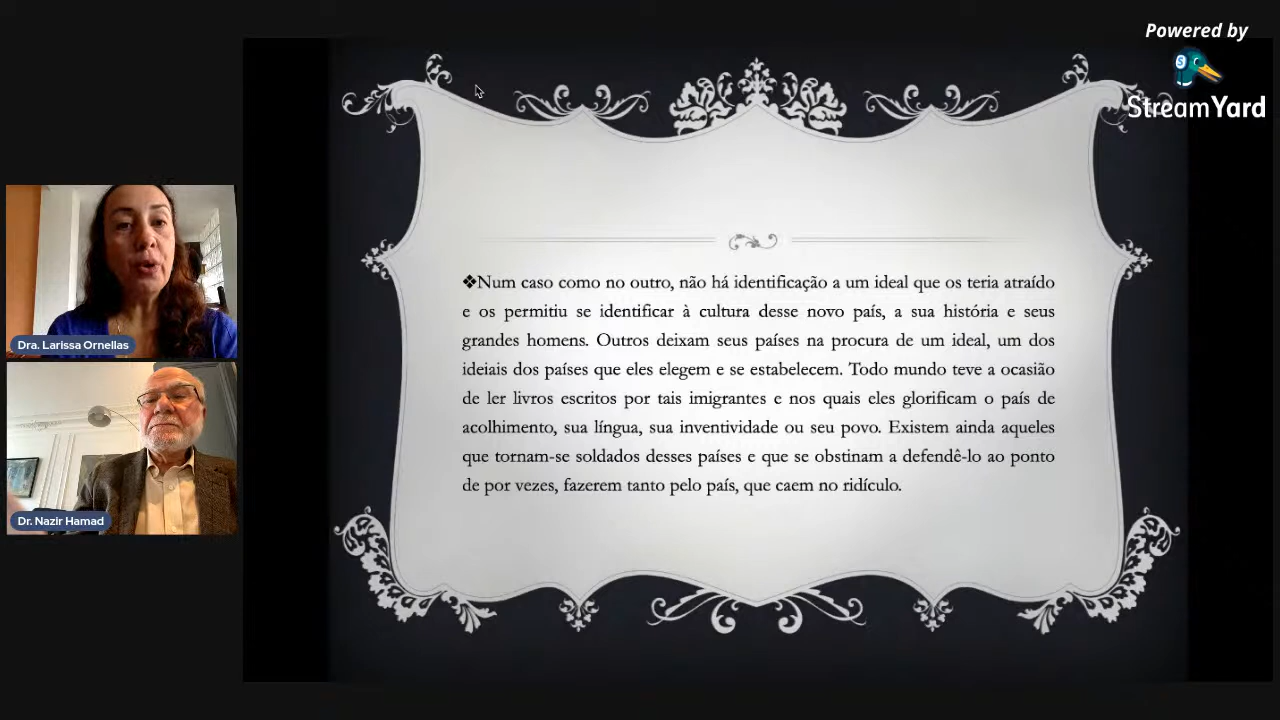 Powered by
StreamYard
Dra. Larissa Ornellas
Dr. Nazir Hamad
❖Num caso como no outro, não há identificação a um ideal que os teria atraído
e os permitiu se identificar à cultura desse novo país, a sua história e seus
grandes homens. Outros deixam seus países na procura de um ideal, um dos
ideiais dos países que eles elegem e se estabelecem. Todo mundo teve a ocasião
de ler livros escritos por tais imigrantes e nos quais eles glorificam o país de
acolhimento, sua língua, sua inventividade ou seu povo. Existem ainda aqueles
que tornam-se soldados desses países e que se obstinam a defendê-lo ao ponto
de por vezes, fazerem tanto pelo país, que caem no ridículo.